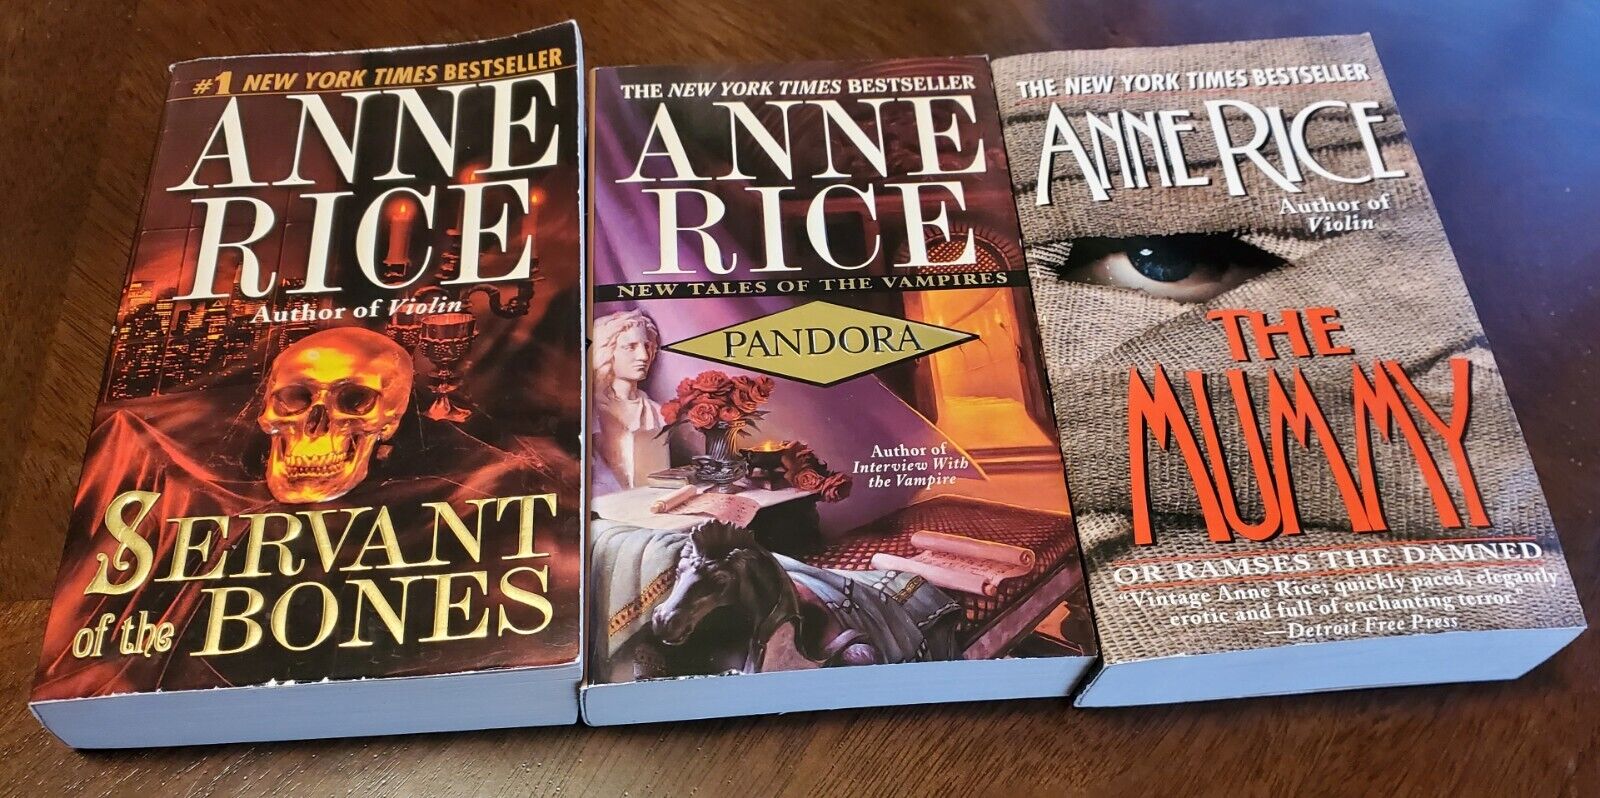 #1 NEW YORK TIMES BESTSELLER
ANNE
RICE
Author of Violin
SERVANT
of the BONES
THE NEW YORK TIMES BESTSELLER
ANNE
RICE
NEW TALES OF THE VAMPIRES
PANDORA
Author of
Interview With
the Vampire
THE NEW YORK TIMES BESTSELLER
ANNE RICE
Author of
Violin
THE
MUMMY
OR RAMSES THE DAMNED
"Vintage Anne Rice; quickly paced, elegantly
erotic and full of enchanting terror."
—Detroit Free Press